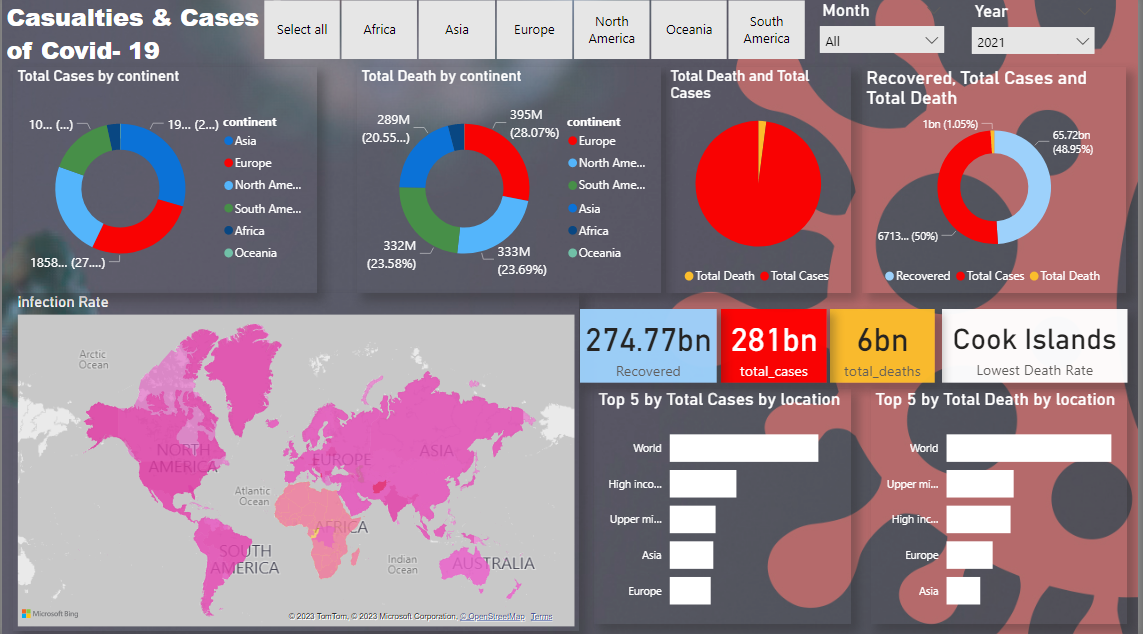 Casualties & Cases
of Covid- 19
Select all
Africa
Asia
Europe
North
America
Oceania
South
America
Month
All
Year
2021
Total Cases by continent
10... (...)
19... (2...)
1858... (27....)
continent
Asia
Europe
North Ame...
South Ame...
Africa
Oceania
Total Death by continent
289M
(20.55...)
395M
(28.07%)
332M
(23.58%)
333M
(23.69%)
continent
Europe
North Ame...
South Ame...
Asia
Africa
Oceania
Total Death and Total
Cases
Total Death
Total Cases
Recovered, Total Cases and
Total Death
1bn (1.05%)
65.72bn
(48.95%)
6713... (50%)
Recovered
Total Cases
Total Death
infection Rate
Arctic
Ocean
NORTH
AMERICA
EUROPE
ASIA
Atlantic
Ocean
AFRICA
SOUTH
AMERICA
Indian
Ocean
AUSTRALIA
Microsoft Bing
© 2023 TomTom, © 2023 Microsoft Corporation, © OpenStreetMap Terms
274.77bn
Recovered
281bn
total_cases
6bn
total_deaths
Cook Islands
Lowest Death Rate
Top 5 by Total Cases by location
World
High inco...
Upper mi...
Asia
Europe
Top 5 by Total Death by location
World
Upper mi...
High inc...
Europe
Asia